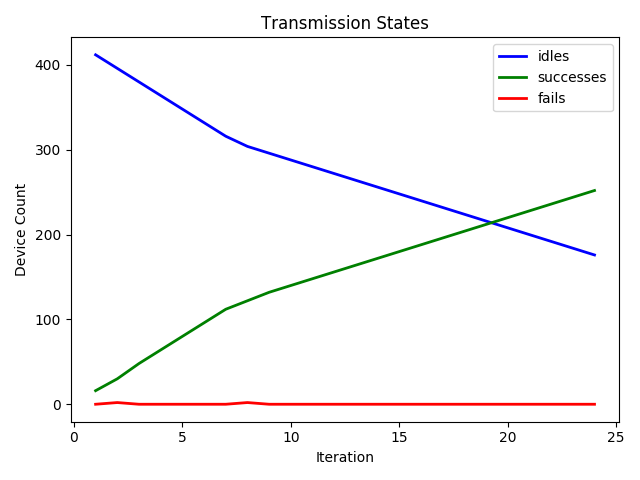 Transmission States
idles
successes
fails
Device Count
400
300
200
100
0
0 5 10 15 20 25
Iteration